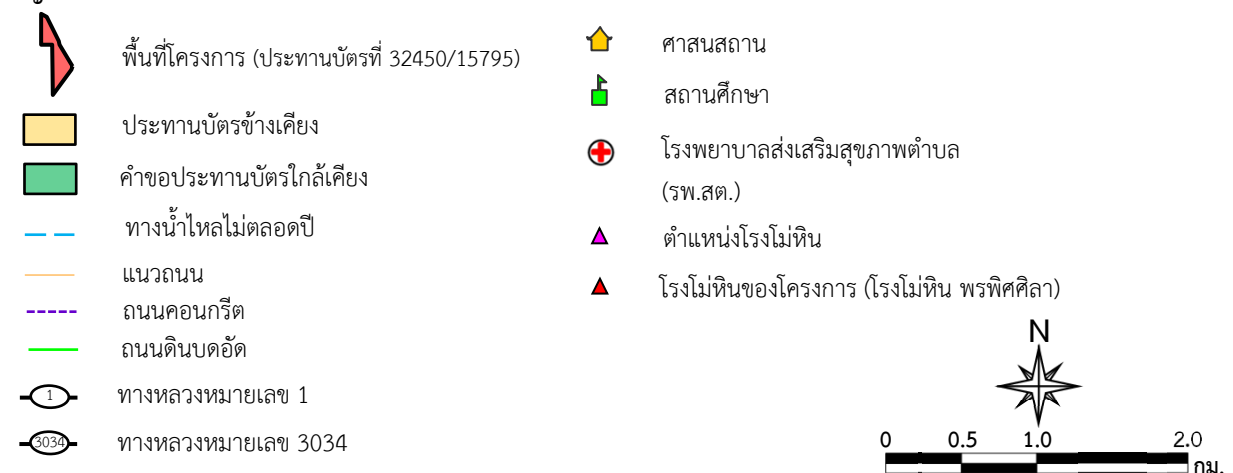 พื้นที่โครงการ (ประทานบัตรที่ 32450/15795)
ประทานบัตรข้างเคียง
คำขอประทานบัตรใกล้เคียง
ทางน้ำไหลไม่ตลอดปี
แนวถนน
ถนนคอนกรีต
ถนนดินบดอัด
1 ทางหลวงหมายเลข 1
3034 ทางหลวงหมายเลข 3034
ศาสนสถาน
สถานศึกษา
โรงพยาบาลส่งเสริมสุขภาพตำบล
(รพ.สต.)
ตำแหน่งโรงโม่หิน
โรงโม่หินของโครงการ (โรงโม่หิน พรพิศศิลา)
N
0 0.5 1.0 2.0
กม.